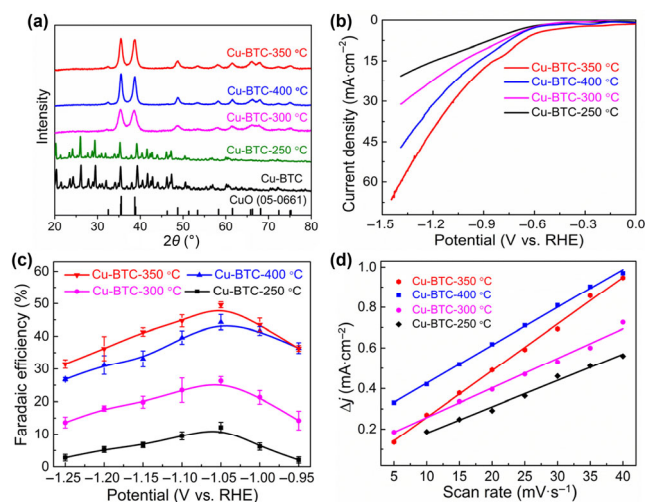 (a)
Cu-BTC-350 °C
Cu-BTC-400 °C
Cu-BTC-300 °C
Cu-BTC-250 °C
Cu-BTC
CuO (05-0661)
Intensity
20 30 40 50 60 70 80
2θ (°)
(b)
0
15
30
45
60
Current density (mA·cm−2)
Cu-BTC-350 °C
Cu-BTC-400 °C
Cu-BTC-300 °C
Cu-BTC-250 °C
−1.5 −1.2 −0.9 −0.6 −0.3 0.0
Potential (V vs. RHE)
(c)
60
50
40
30
20
10
0
Faradaic efficiency (%)
Cu-BTC-350 °C Cu-BTC-400 °C
Cu-BTC-300 °C Cu-BTC-250 °C
−1.25 −1.20 −1.15 −1.10 −1.05 −1.00 −0.95
Potential (V vs. RHE)
(d)
1.0
0.8
0.6
0.4
0.2
0
Δj (mA·cm−2)
Cu-BTC-350 °C
Cu-BTC-400 °C
Cu-BTC-300 °C
Cu-BTC-250 °C
5 10 15 20 25 30 35 40
Scan rate (mV·s−1)